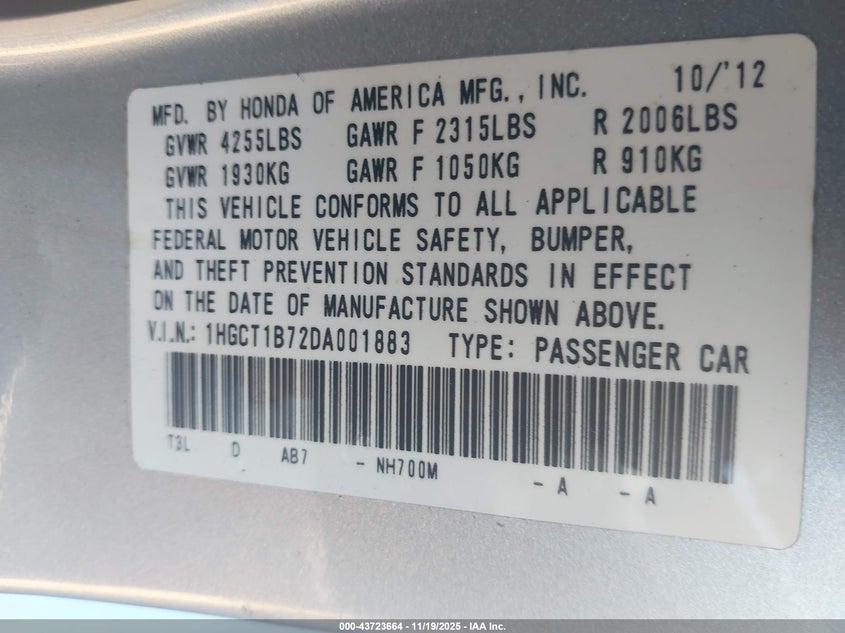 MFD. BY HONDA OF AMERICA MFG., INC. 10/'12
GVWR 4255LBS GAWR F 2315LBS R 2006LBS
GVWR 1930KG GAWR F 1050KG R 910KG
THIS VEHICLE CONFORMS TO ALL APPLICABLE
FEDERAL MOTOR VEHICLE SAFETY, BUMPER,
AND THEFT PREVENTION STANDARDS IN EFFECT
ON THE DATE OF MANUFACTURE SHOWN ABOVE.
V.I.N.: 1HGCT1B72DA001883 TYPE: PASSENGER CAR
T3L D AB7 - NH700M - A - A
000-43723664 - 11/19/2025 - IAA Inc.